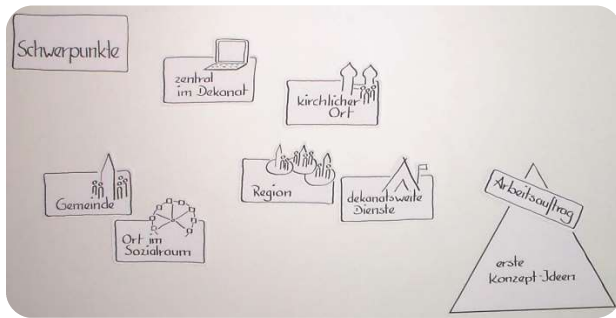 Schwerpunkte
zentral
im Dekanat
kirchlicher
Ort
Gemeinde
Ort im
Sozialraum
Region
dekanatsweite
Dienste
Arbeitsauftrag
erste
Konzept-Ideen